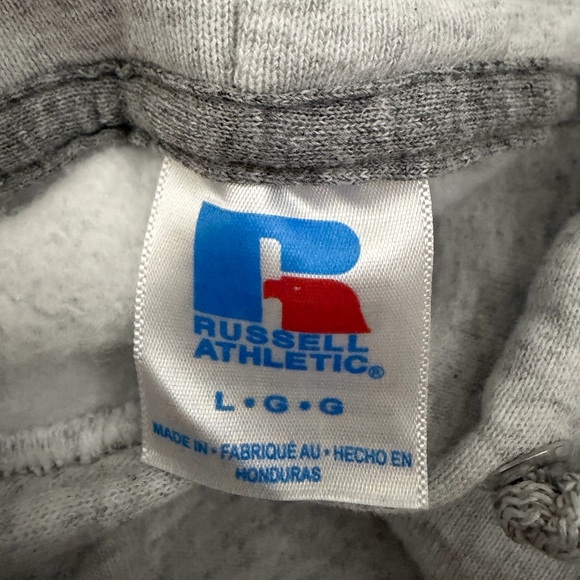 RUSSELL
ATHLETIC®
L • G • G
MADE IN • FABRIQUÉ AU • HECHO EN
HONDURAS